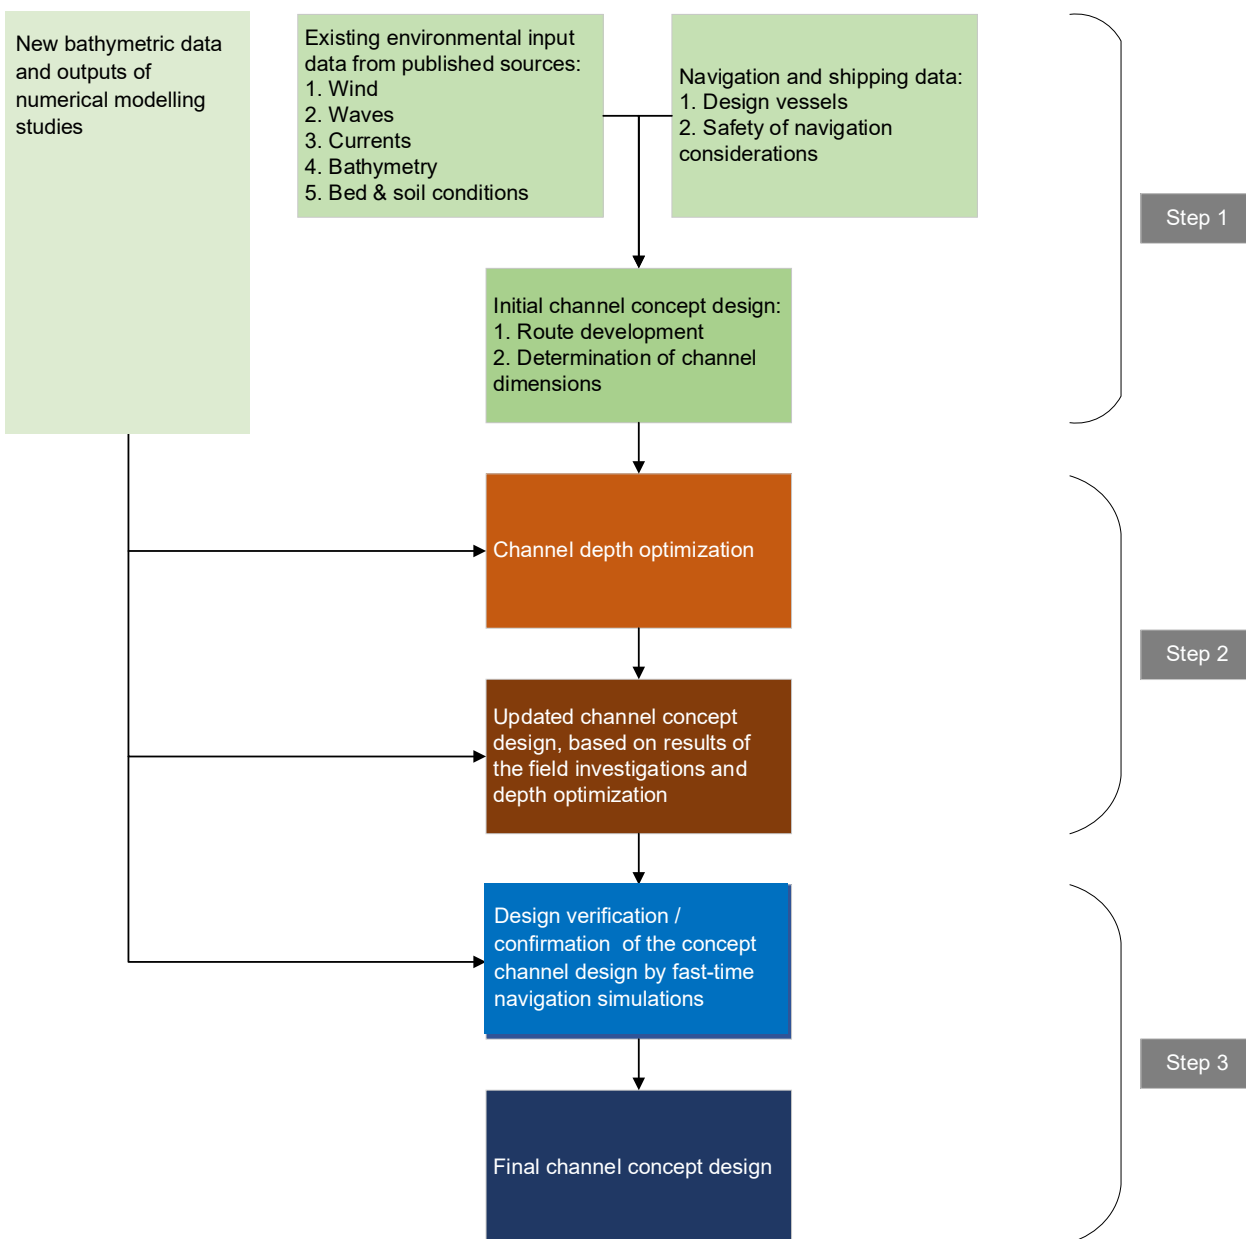 New bathymetric data
and outputs of
numerical modelling
studies
Existing environmental input
data from published sources:
1. Wind
2. Waves
3. Currents
4. Bathymetry
5. Bed & soil conditions
Navigation and shipping data:
1. Design vessels
2. Safety of navigation
considerations
Step 1
Initial channel concept design:
1. Route development
2. Determination of channel
dimensions
Channel depth optimization
Step 2
Updated channel concept
design, based on results of
the field investigations and
depth optimization
Design verification /
confirmation  of the concept
channel design by fast-time
navigation simulations
Step 3
Final channel concept design